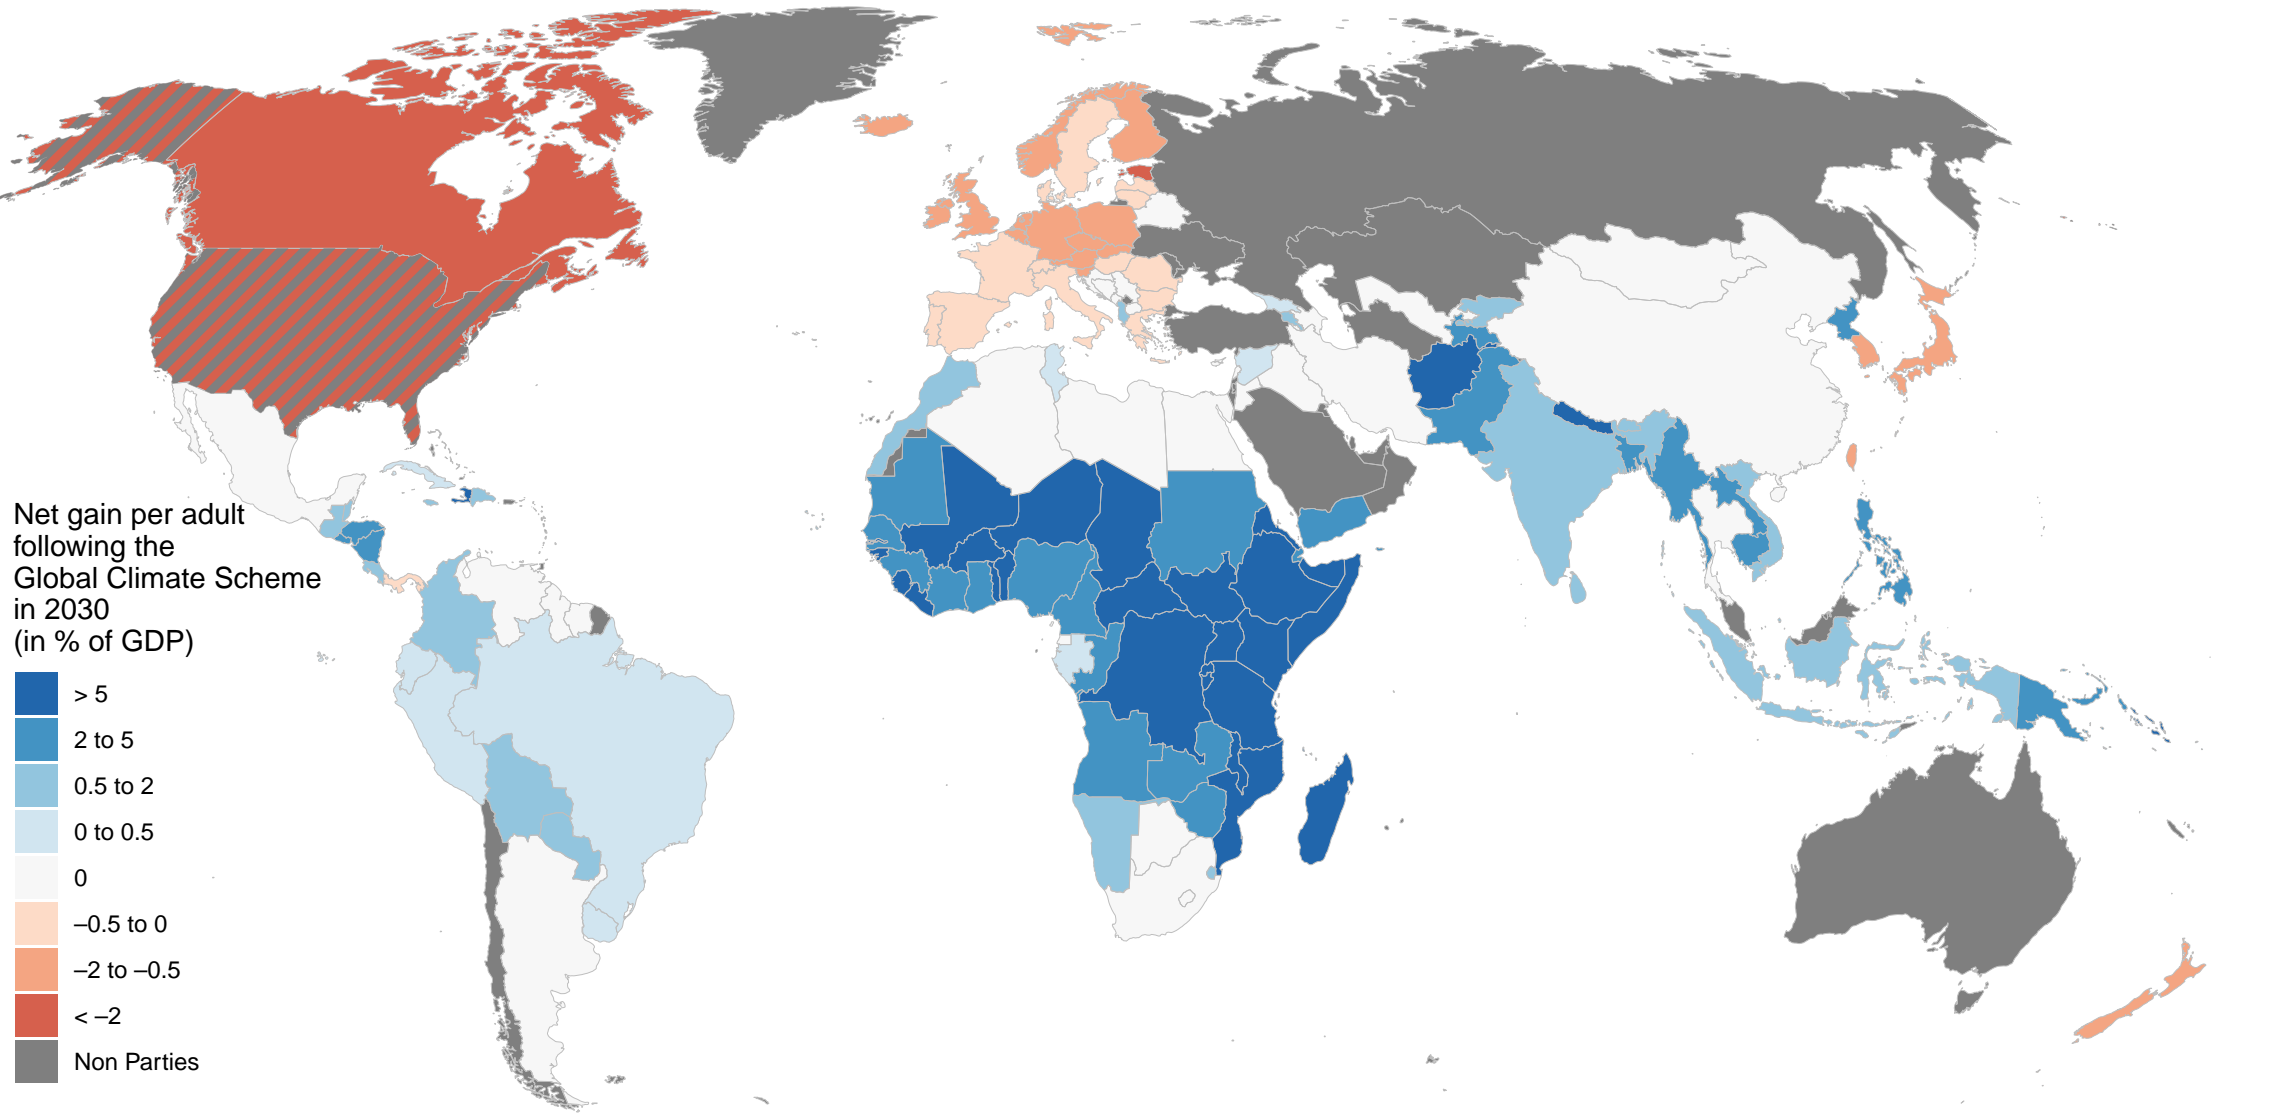 Net gain per adult
following the
Global Climate Scheme
in 2030
(in % of GDP)
> 5
2 to 5
0.5 to 2
0 to 0.5
0
–0.5 to 0
–2 to –0.5
< –2
Non Parties